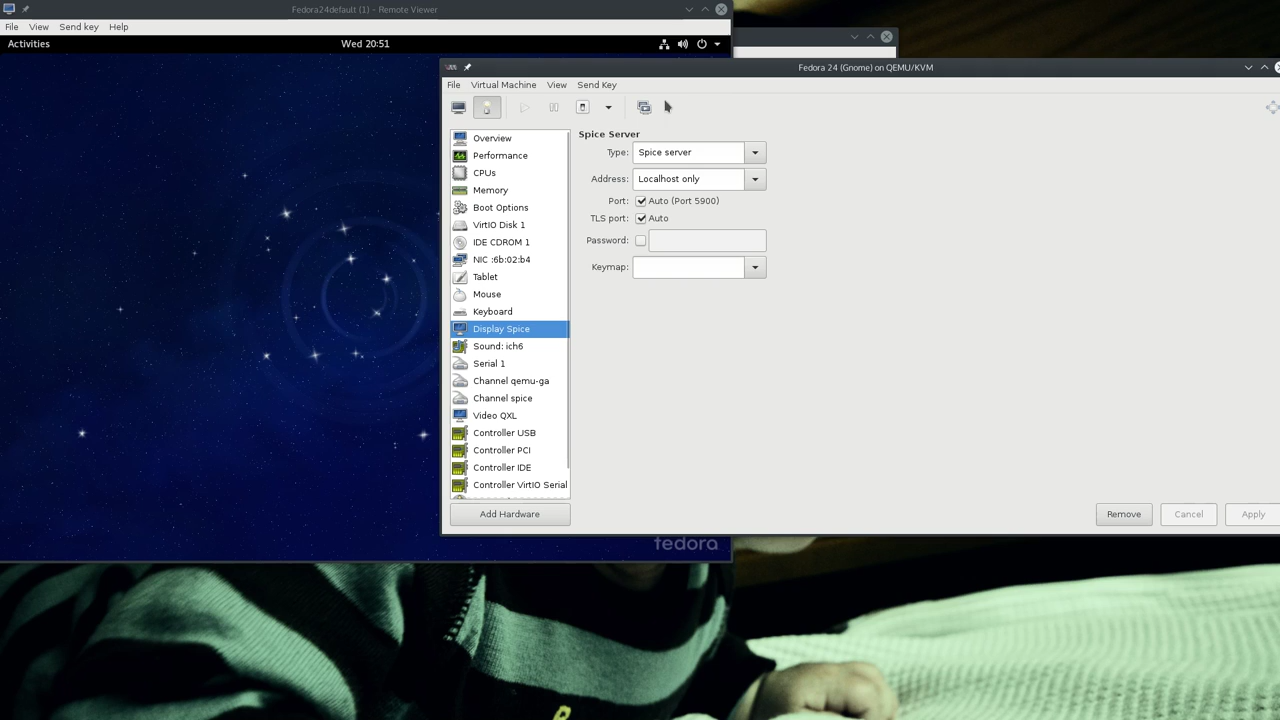 Fedora24default (1) – Remote Viewer
File View Send key Help
Activities Wed 20:51
Fedora 24 (Gnome) on QEMU/KVM
File Virtual Machine View Send Key
Overview
Performance
CPUs
Memory
Boot Options
VirtIO Disk 1
IDE CDROM 1
NIC :6b:02:b4
Tablet
Mouse
Keyboard
Display Spice
Sound: ich6
Serial 1
Channel qemu-ga
Channel spice
Video QXL
Controller USB
Controller PCI
Controller IDE
Controller VirtIO Serial
Add Hardware
Spice Server
Type: Spice server
Address: Localhost only
Port: Auto (Port 5900)
TLS port: Auto
Password:
Keymap:
Remove Cancel Apply
fedora